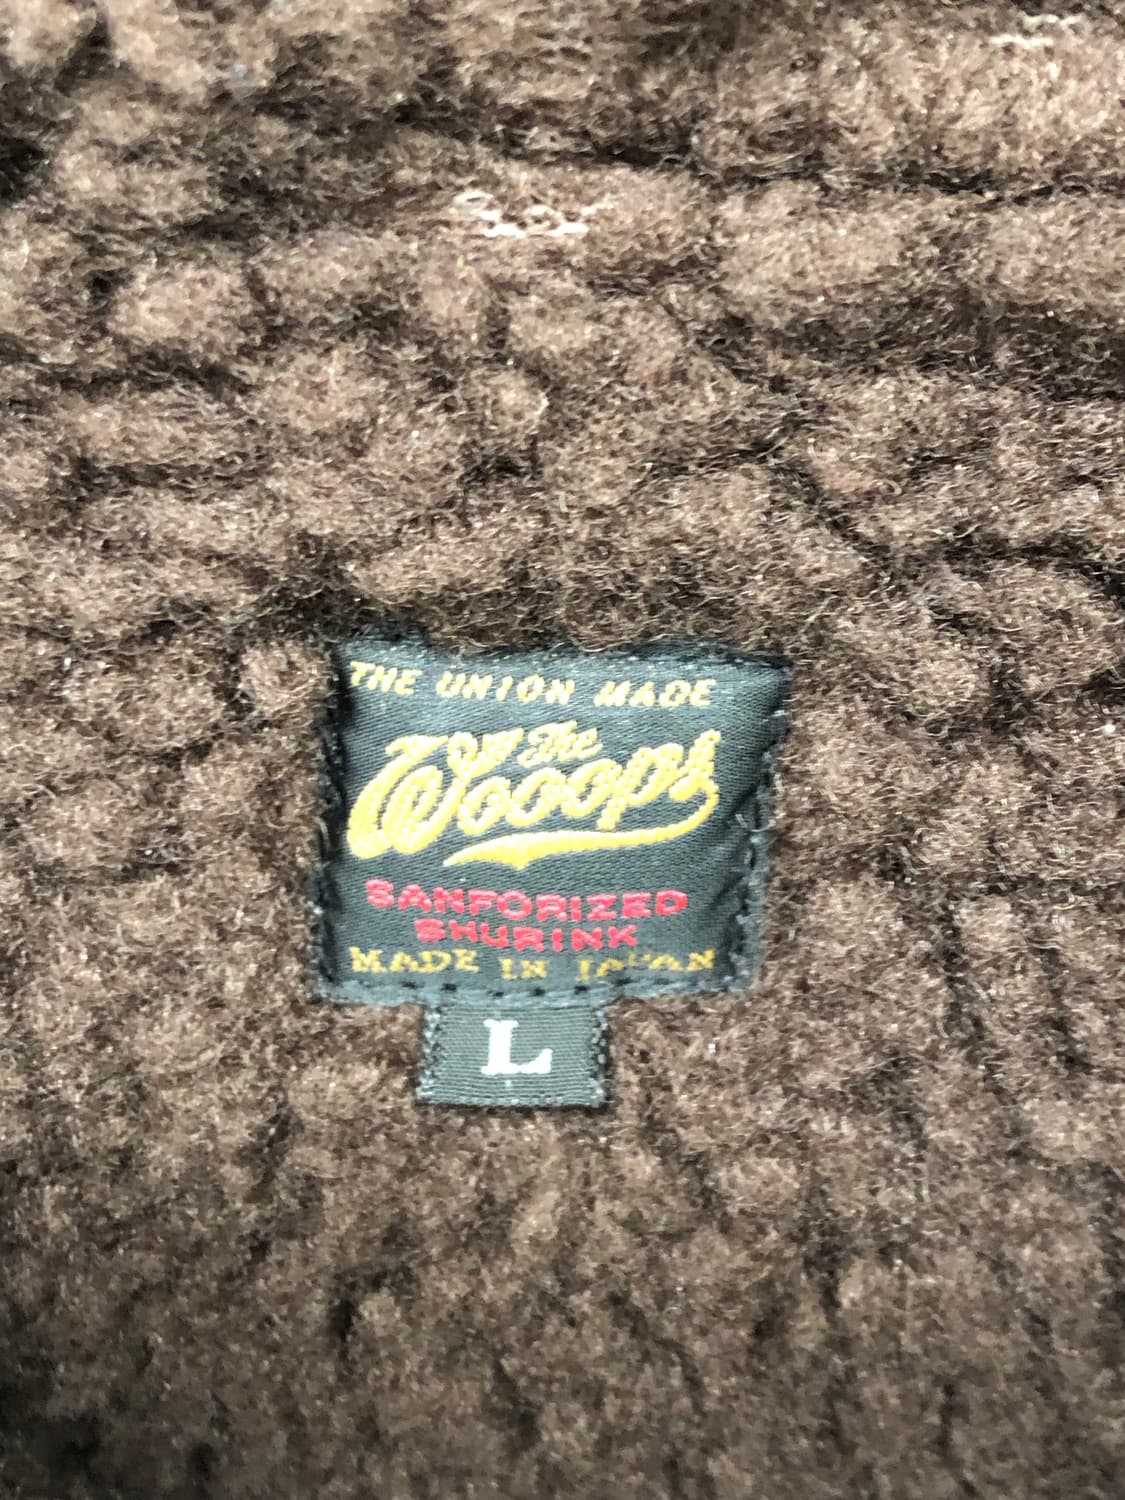 THE UNION MADE
The
Wooops
SANFORIZED
SHURINK
MADE IN JAPAN
L